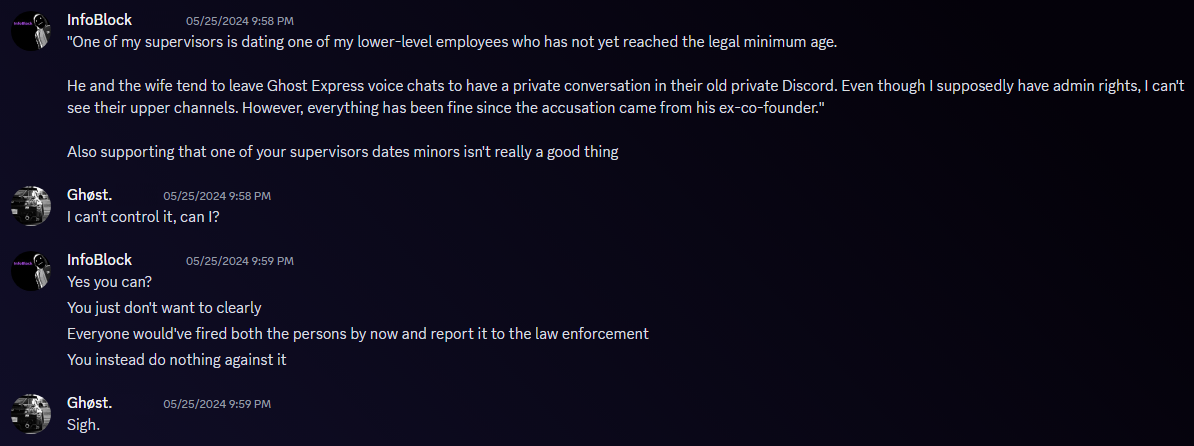 InfoBlock 05/25/2024 9:58 PM
"One of my supervisors is dating one of my lower-level employees who has not yet reached the legal minimum age.
He and the wife tend to leave Ghost Express voice chats to have a private conversation in their old private Discord. Even though I supposedly have admin rights, I can't
see their upper channels. However, everything has been fine since the accusation came from his ex-co-founder."
Also supporting that one of your supervisors dates minors isn't really a good thing
Ghøst. 05/25/2024 9:58 PM
I can't control it, can I?
InfoBlock 05/25/2024 9:59 PM
Yes you can?
You just don't want to clearly
Everyone would've fired both the persons by now and report it to the law enforcement
You instead do nothing against it
Ghøst. 05/25/2024 9:59 PM
Sigh.